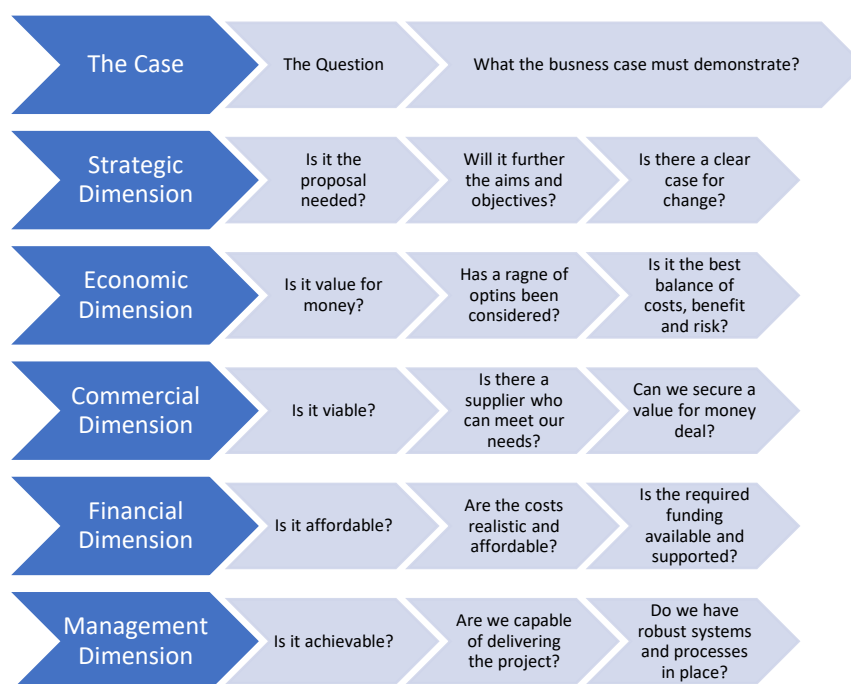 The Case
The Question
What the business case must demonstrate?
Strategic
Dimension
Is it the
proposal
needed?
Will it further
the aims and
objectives?
Is there a clear
case for
change?
Economic
Dimension
Is it value for
money?
Has a ragne of
optins been
considered?
Is it the best
balance of
costs, benefit
and risk?
Commercial
Dimension
Is it viable?
Is there a
supplier who
can meet our
needs?
Can we secure a
value for money
deal?
Financial
Dimension
Is it affordable?
Are the costs
realistic and
affordable?
Is the required
funding
available and
supported?
Management
Dimension
Is it achievable?
Are we capable
of delivering
the project?
Do we have
robust systems
and processes
in place?